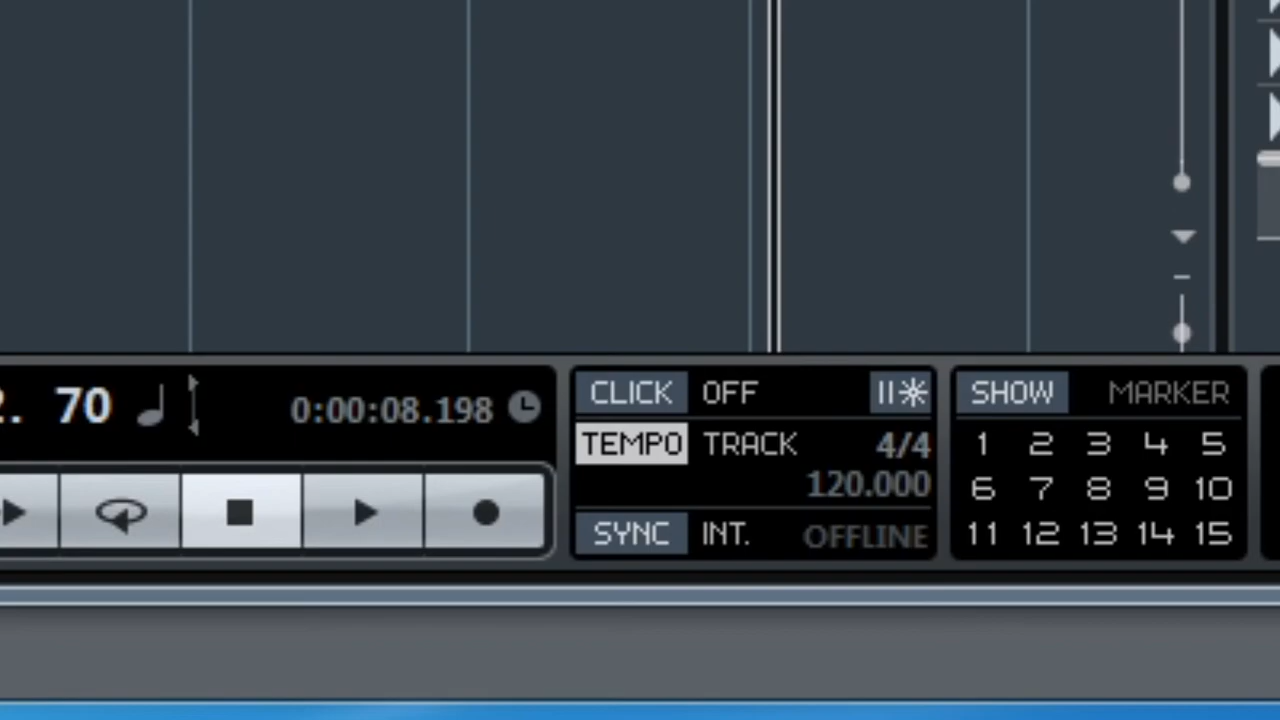 2. 70
0:00:08.198
CLICK OFF
TEMPO TRACK 4/4
120.000
SYNC INT. OFFLINE
SHOW MARKER
1 2 3 4 5
6 7 8 9 10
11 12 13 14 15